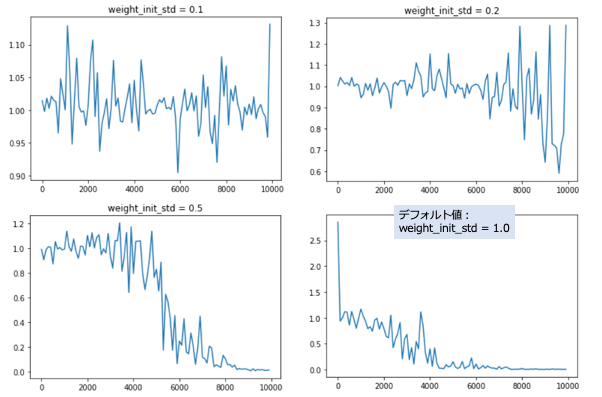 weight_init_std = 0.1
1.10
1.05
1.00
0.95
0.90
0 2000 4000 6000 8000 10000
weight_init_std = 0.2
1.3
1.2
1.1
1.0
0.9
0.8
0.7
0.6
0 2000 4000 6000 8000 10000
weight_init_std = 0.5
1.2
1.0
0.8
0.6
0.4
0.2
0.0
0 2000 4000 6000 8000 10000
デフォルト値：
weight_init_std = 1.0
2.5
2.0
1.5
1.0
0.5
0.0
0 2000 4000 6000 8000 10000